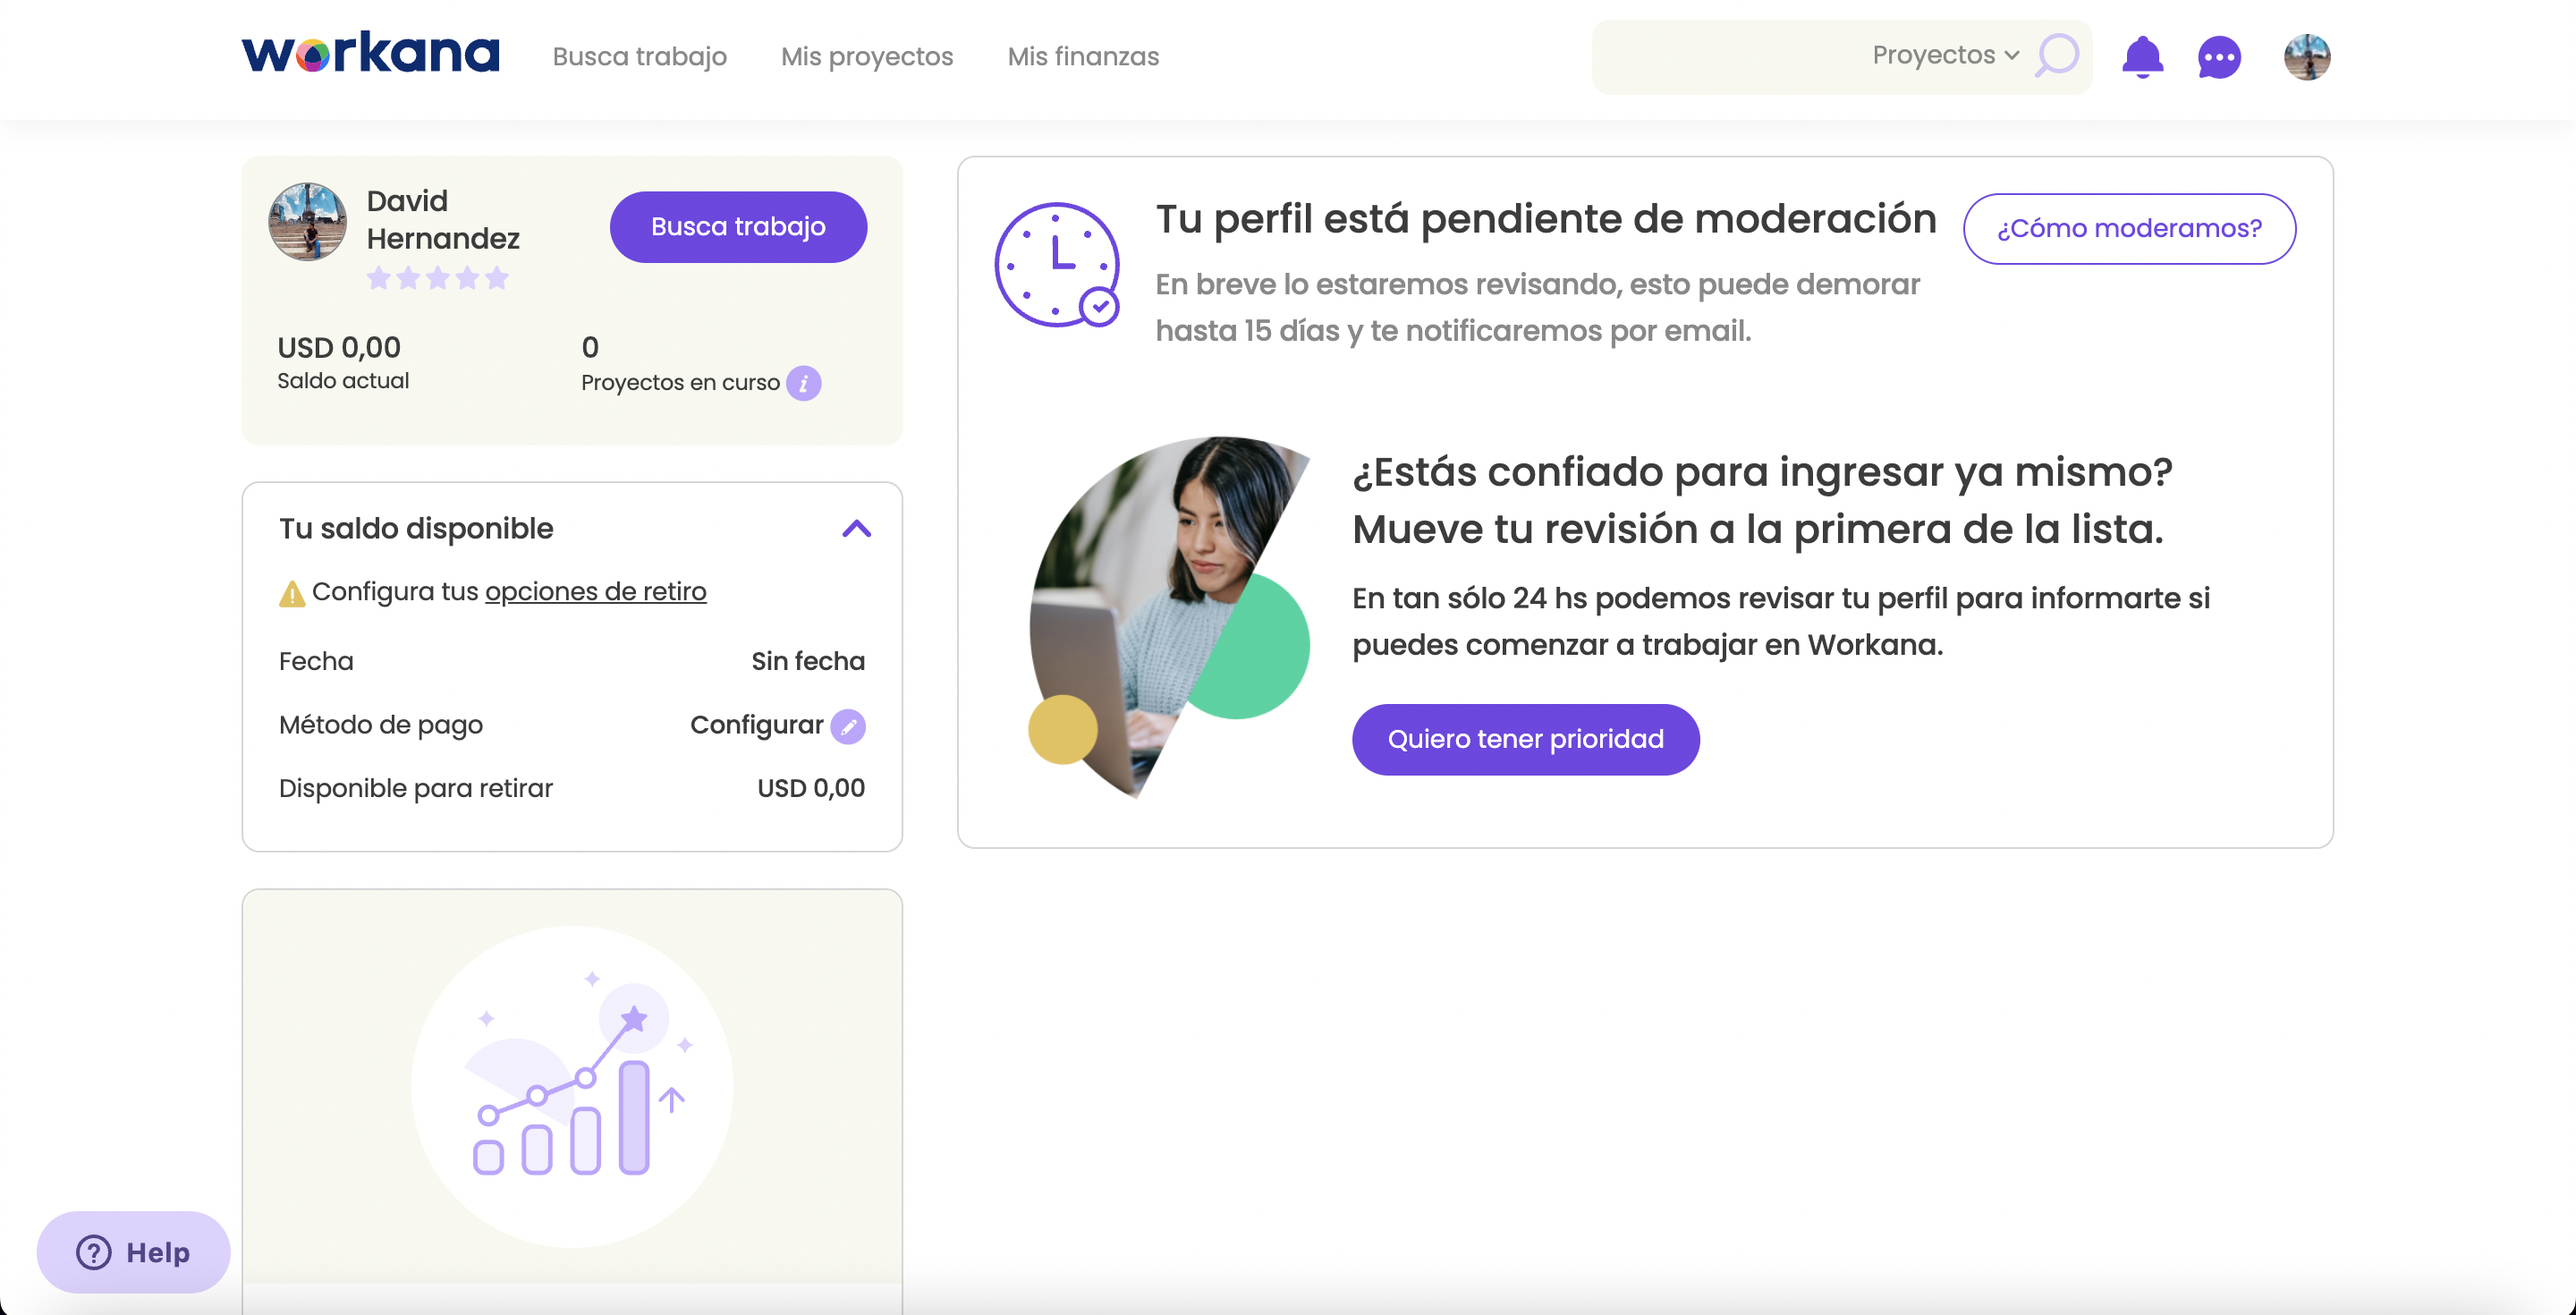 workana
Busca trabajo
Mis proyectos
Mis finanzas
Proyectos
David
Hernandez
Busca trabajo
USD 0,00
Saldo actual
0
Proyectos en curso
Tu saldo disponible
Configura tus opciones de retiro
Fecha
Sin fecha
Método de pago
Configurar
Disponible para retirar
USD 0,00
Tu perfil está pendiente de moderación
¿Cómo moderamos?
En breve lo estaremos revisando, esto puede demorar
hasta 15 días y te notificaremos por email.
¿Estás confiado para ingresar ya mismo?
Mueve tu revisión a la primera de la lista.
En tan sólo 24 hs podemos revisar tu perfil para informarte si
puedes comenzar a trabajar en Workana.
Quiero tener prioridad
Help